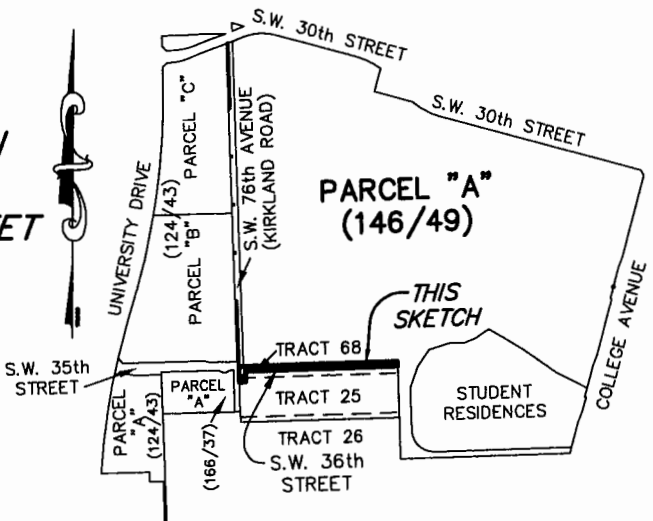 S.W. 30th STREET
S.W. 30th STREET
PARCEL "C"
S.W. 76th AVENUE
(KIRKLAND ROAD)
PARCEL "A"
(146/49)
UNIVERSITY DRIVE
(124/43)
PARCEL "B"
EET
THIS
SKETCH
COLLEGE AVENUE
TRACT 68
S.W. 35th
STREET
PARCEL
"A"
(124/43)
PARCEL
"A"
(166/37)
TRACT 25
STUDENT
RESIDENCES
TRACT 26
S.W. 36th
STREET